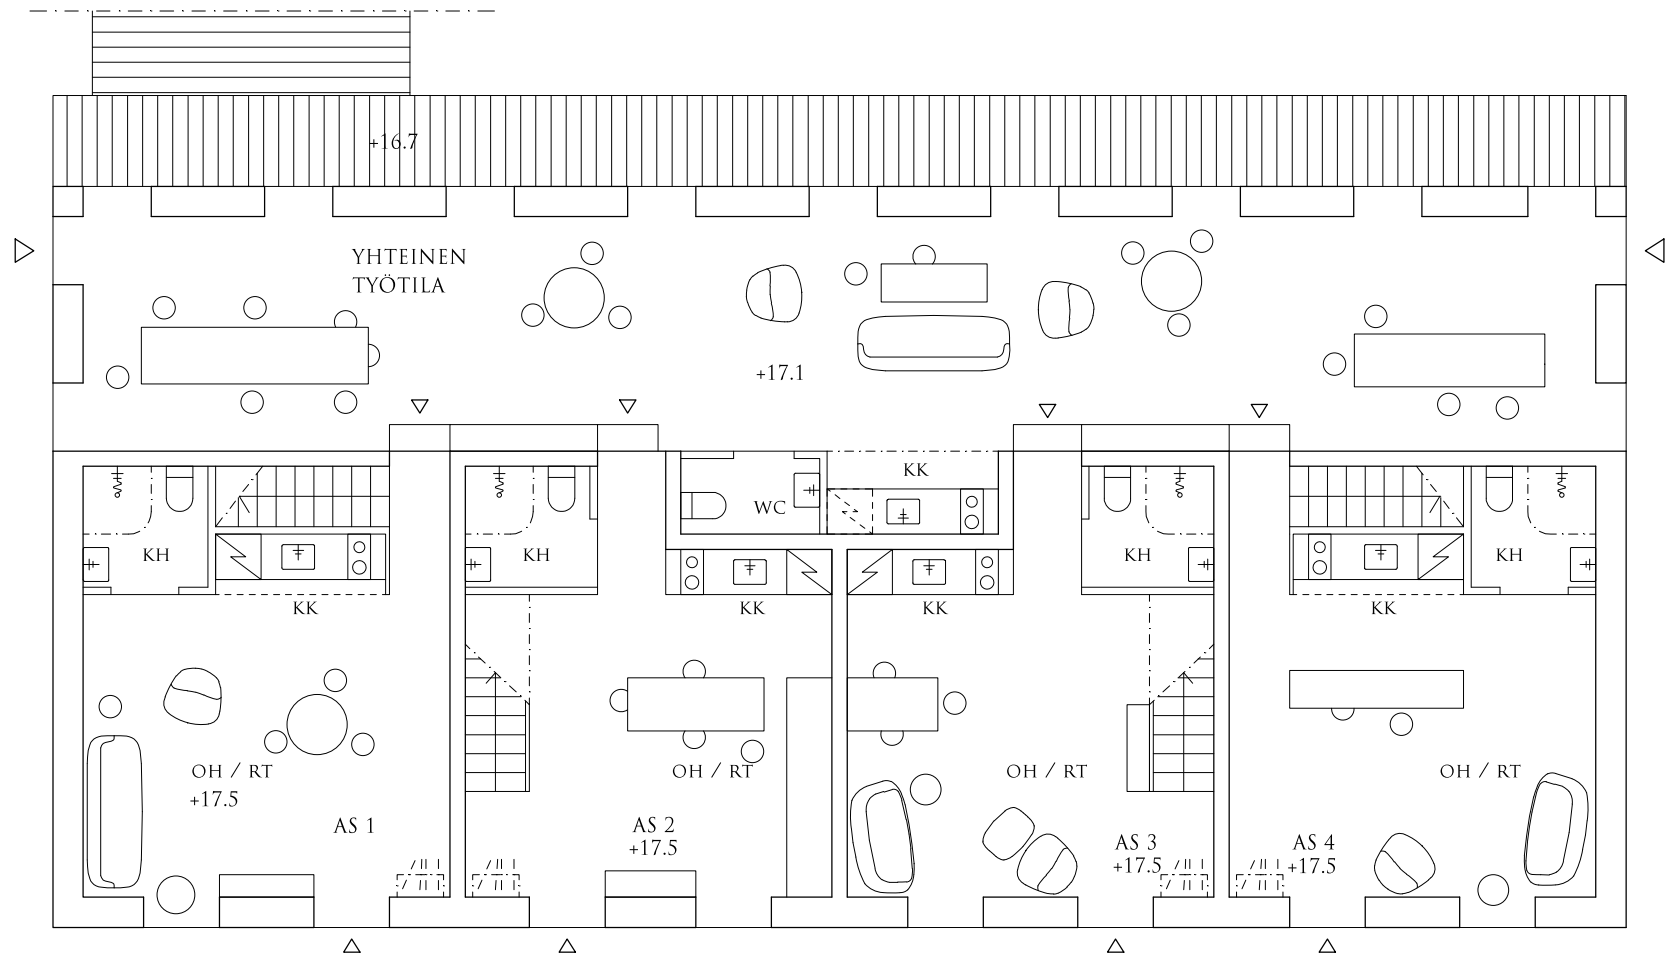 +16.7
YHTEINEN
TYÖTILA
+17.1
KK
WC
KH
KH
KH
KH
KK
KK
KK
KK
OH / RT
+17.5
OH / RT
OH / RT
OH / RT
AS 1
AS 2
+17.5
AS 3
+17.5
AS 4
+17.5